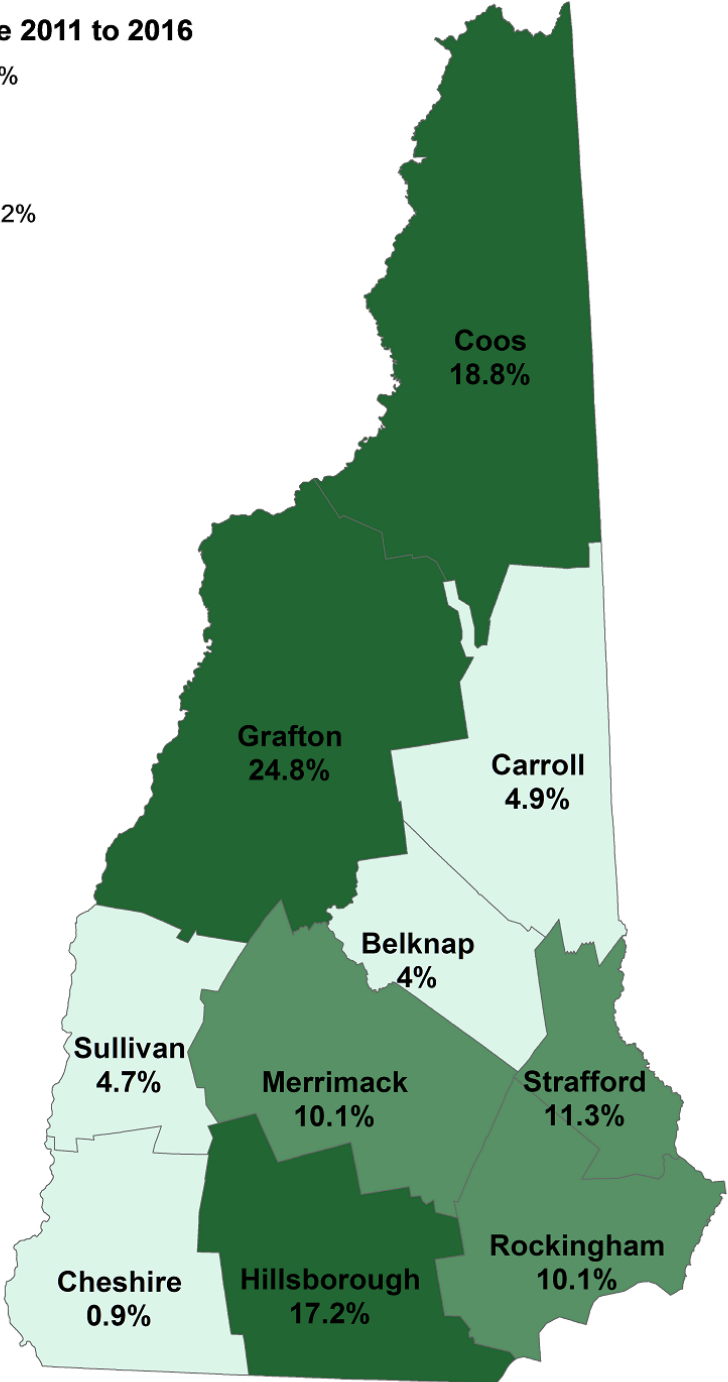 e 2011 to 2016
%
2%
Coos
18.8%
Grafton
24.8%
Carroll
4.9%
Belknap
4%
Sullivan
4.7%
Merrimack
10.1%
Strafford
11.3%
Rockingham
10.1%
Cheshire
0.9%
Hillsborough
17.2%